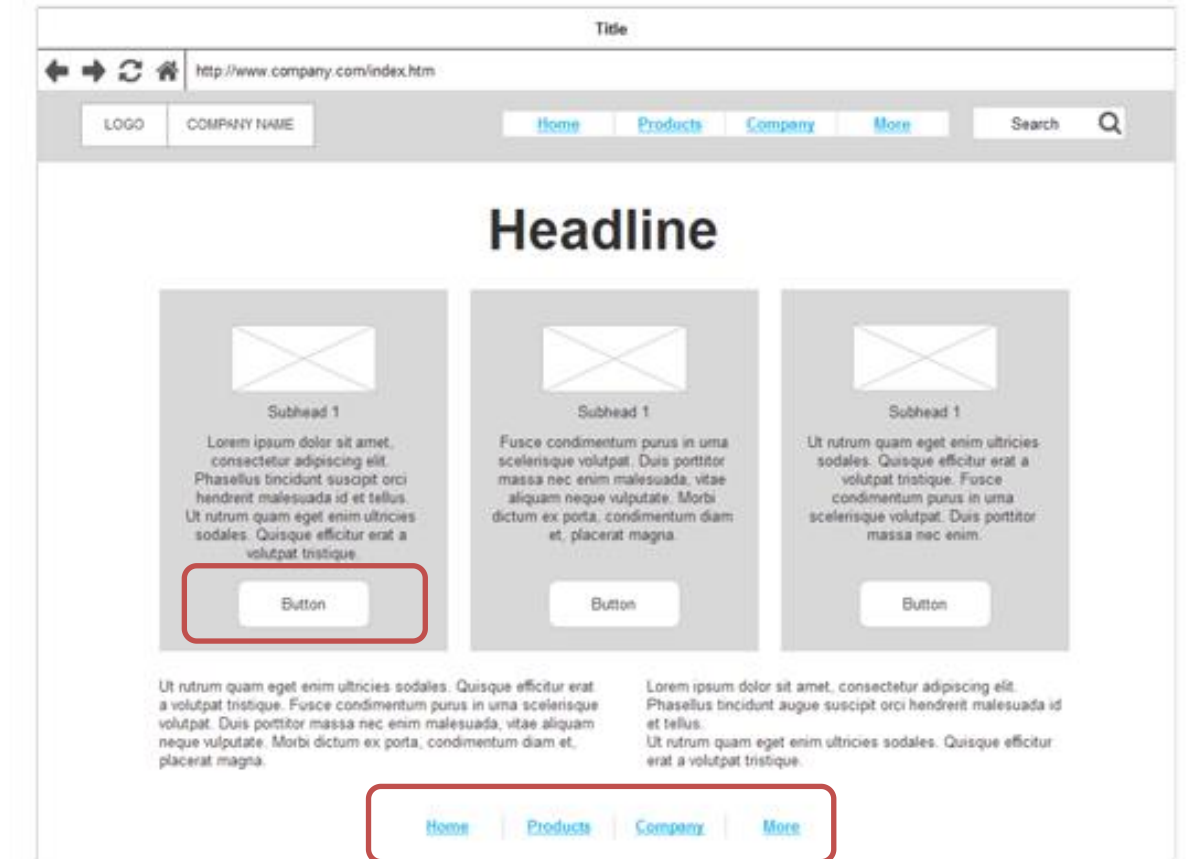 Title
http://www.company.com/index.htm
LOGO COMPANY NAME Home Products Company More Search
Headline
Subhead 1
Lorem ipsum dolor sit amet,
consectetur adipiscing elit.
Phasellus tincidunt suscipit orci
hendrerit malesuada id et tellus.
Ut rutrum quam eget enim ultricies
sodales. Quisque efficitur erat a
volutpat tristique.
Button
Subhead 1
Fusce condimentum purus in urna
scelerisque volutpat. Duis porttitor
massa nec enim malesuada, vitae
aliquam neque vulputate. Morbi
dictum ex porta, condimentum diam
et, placerat magna.
Button
Subhead 1
Ut rutrum quam eget enim ultricies
sodales. Quisque efficitur erat a
volutpat tristique. Fusce
condimentum purus in urna
scelerisque volutpat. Duis porttitor
massa nec enim.
Button
Ut rutrum quam eget enim ultricies sodales. Quisque efficitur erat
a volutpat tristique. Fusce condimentum purus in urna scelerisque
volutpat. Duis porttitor massa nec enim malesuada, vitae aliquam
neque vulputate. Morbi dictum ex porta, condimentum diam et,
placerat magna.
Lorem ipsum dolor sit amet, consectetur adipiscing elit.
Phasellus tincidunt augue suscipit orci hendrerit malesuada id
et tellus.
Ut rutrum quam eget enim ultricies sodales. Quisque efficitur
erat a volutpat tristique.
Home Products Company More